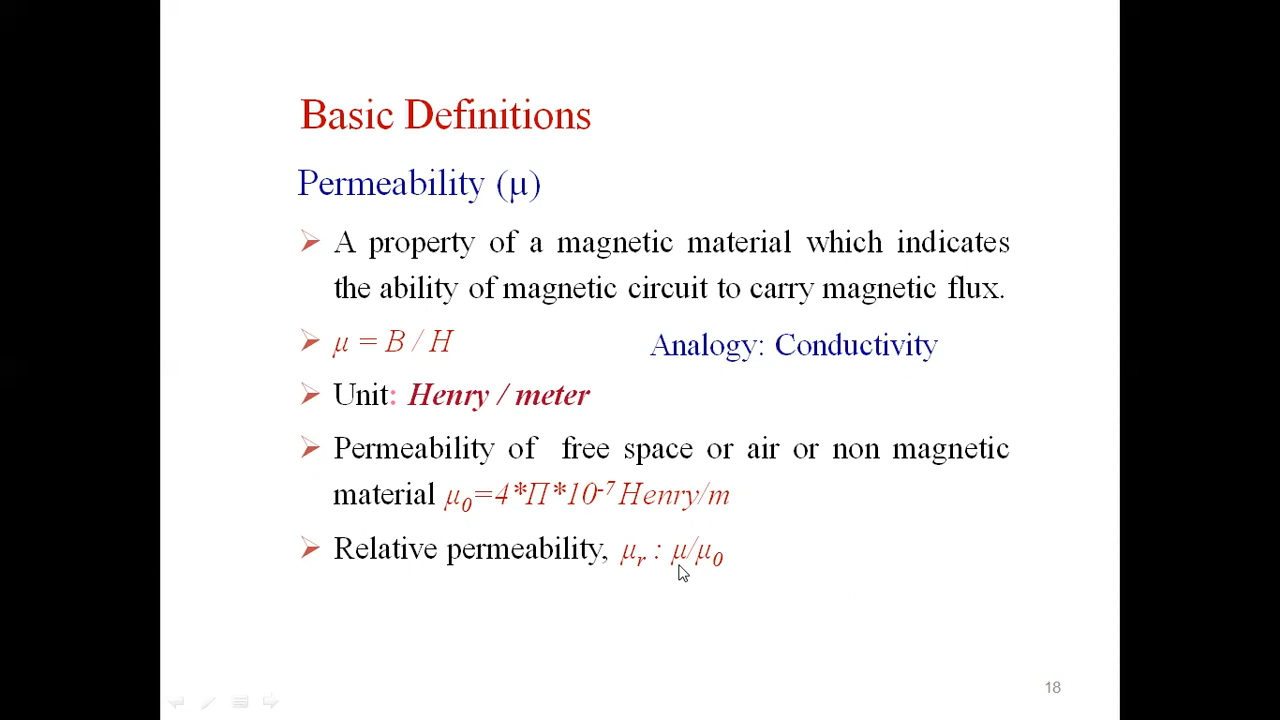 Basic Definitions
Permeability (μ)
➢ A property of a magnetic material which indicates
the ability of magnetic circuit to carry magnetic flux.
➢ μ = B / H Analogy: Conductivity
➢ Unit: Henry / meter
➢ Permeability of free space or air or non magnetic
material μ₀=4*Π*10⁻⁷ Henry/m
➢ Relative permeability, μᵣ : μ/μ₀
18